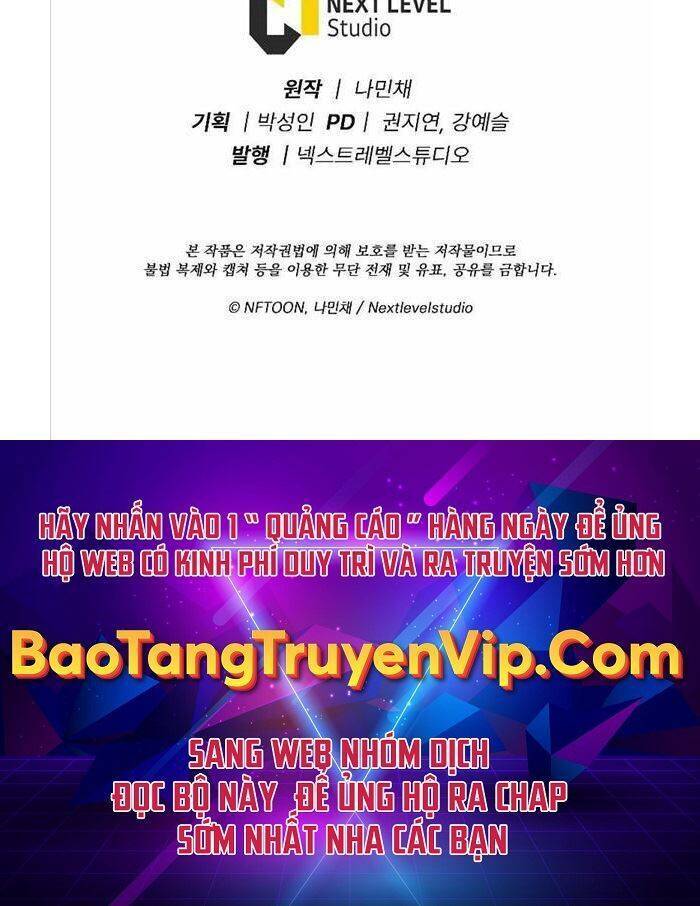 NEXT LEVEL
Studio
원작 | 나민채
기획 | 박성인 PD | 권지연, 강예슬
발행 | 넥스트레벨스튜디오
본 작품은 저작권법에 의해 보호를 받는 저작물이므로
불법 복제와 캡쳐 등을 이용한 무단 전재 및 유포, 공유를 금합니다.
© NFTOON, 나민채 / Nextlevelstudio
HÃY NHẤN VÀO 1 “ QUẢNG CÁO ” HÀNG NGÀY ĐỂ ỦNG
HỘ WEB CÓ KINH PHÍ DUY TRÌ VÀ RA TRUYỆN SỚM HƠN
BaoTangTruyenVip.Com
SANG WEB NHÓM DỊCH
ĐỌC BỘ NÀY ĐỂ ỦNG HỘ RA CHAP
SỚM NHẤT NHA CÁC BẠN